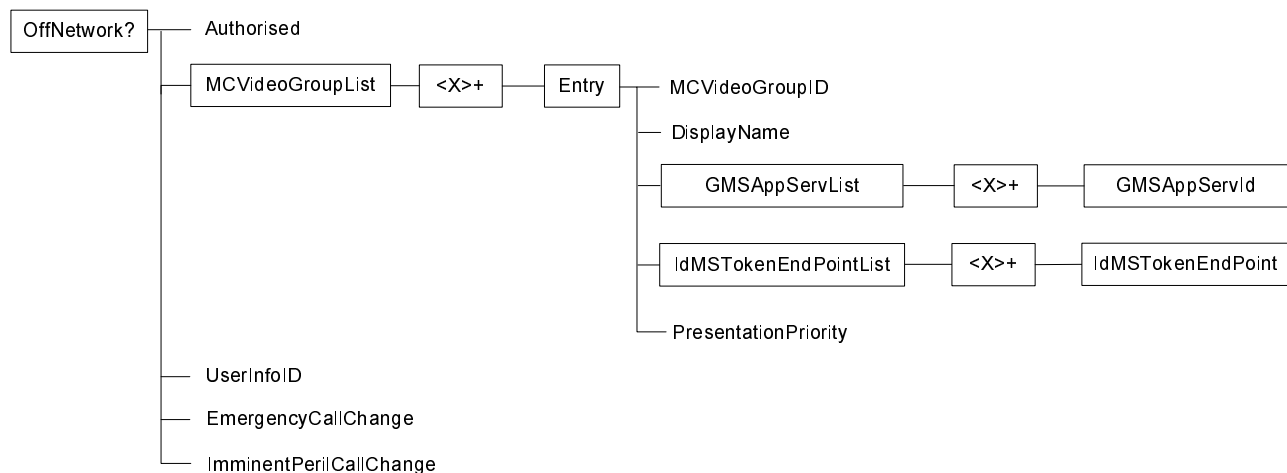 OffNetwork?
Authorised
MCVideoGroupList
<X>+
Entry
MCVideoGroupID
DisplayName
GMSAppServList
<X>+
GMSAppServId
IdMSTokenEndPointList
<X>+
IdMSTokenEndPoint
PresentationPriority
UserInfoID
EmergencyCallChange
ImminentPerilCallChange